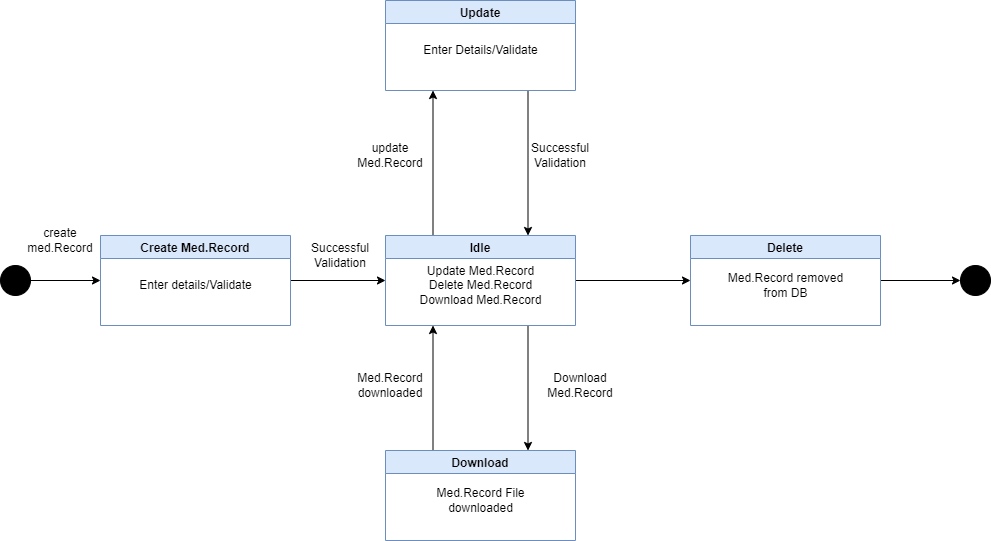 Update
Enter Details/Validate
update
Med.Record
Successful
Validation
create
med.Record
Create Med.Record
Enter details/Validate
Successful
Validation
Idle
Update Med.Record
Delete Med.Record
Download Med.Record
Delete
Med.Record removed
from DB
Med.Record
downloaded
Download
Med.Record
Download
Med.Record File
downloaded